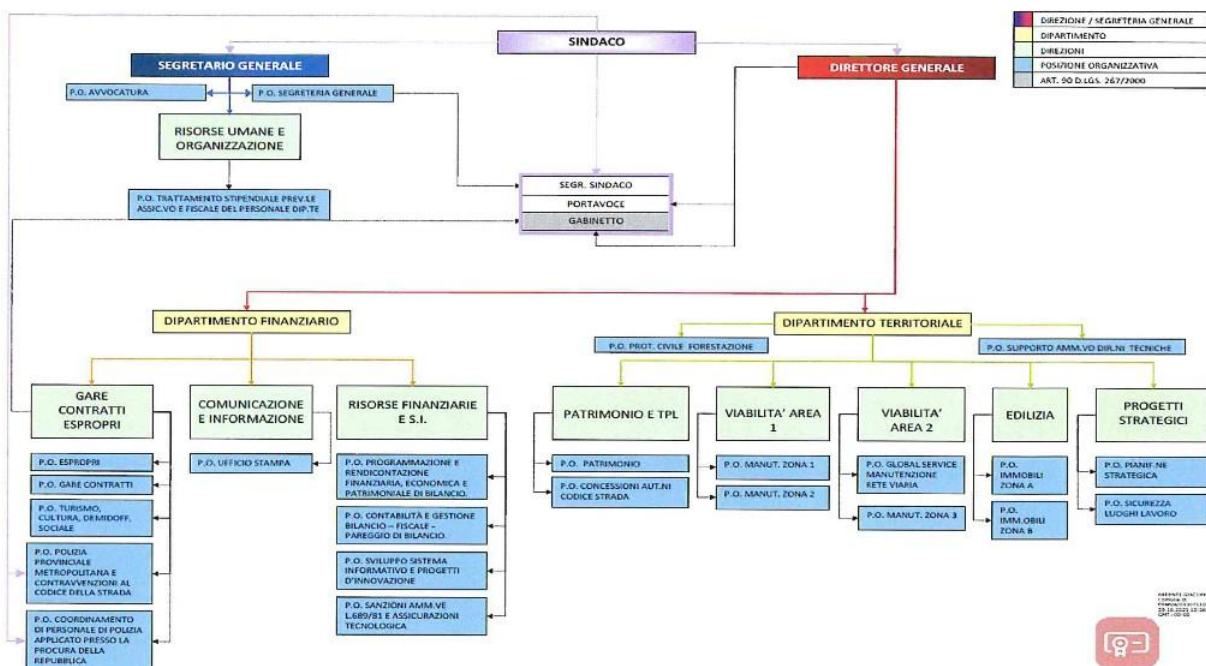 SINDACO
DIREZIONE / SEGRETERIA GENERALE
DIPARTIMENTO
DIREZIONI
POSIZIONE ORGANIZZATIVA
ART. 90 D.LGS. 267/2000
SEGRETARIO GENERALE
DIRETTORE GENERALE
P.O. AVVOCATURA
P.O. SEGRETERIA GENERALE
RISORSE UMANE E
ORGANIZZAZIONE
P.O. TRATTAMENTO STIPENDIALE PREV.LE
ASSIC.VO E FISCALE DEL PERSONALE DIP.TE
SEGR. SINDACO
PORTAVOCE
GABINETTO
DIPARTIMENTO FINANZIARIO
DIPARTIMENTO TERRITORIALE
P.O. PROT. CIVILE FORESTAZIONE
P.O. SUPPORTO AMM.VO DIR.NI TECNICHE
GARE
CONTRATTI
ESPROPRI
COMUNICAZIONE
E INFORMAZIONE
RISORSE FINANZIARIE
E S.I.
PATRIMONIO E TPL
VIABILITA' AREA
1
VIABILITA'
AREA 2
EDILIZIA
PROGETTI
STRATEGICI
P.O. ESPROPRI
P.O. GARE CONTRATTI
P.O. TURISMO,
CULTURA, DEMIDOFF,
SOCIALE
P.O. POLIZIA
PROVINCIALE
METROPOLITANA E
CONTRAVVENZIONI AL
CODICE DELLA STRADA
P.O. COORDINAMENTO
DI PERSONALE DI POLIZIA
APPLICATO PRESSO LA
PROCURA DELLA
REPUBBLICA
P.O. UFFICIO STAMPA
P.O. PROGRAMMAZIONE E
RENDICONTAZIONE
FINANZIARIA, ECONOMICA E
PATRIMONIALE DI BILANCIO.
P.O. CONTABILITÀ E GESTIONE
BILANCIO – FISCALE -
PAREGGIO DI BILANCIO.
P.O. SVILUPPO SISTEMA
INFORMATIVO E PROGETTI
D'INNOVAZIONE
P.O. SANZIONI AMM.VE
L.689/81 E ASSICURAZIONI
TECNOLOGICA
P.O. PATRIMONIO
P.O. CONCESSIONI AUT.NI
CODICE STRADA
P.O. MANUT. ZONA 1
P.O. MANUT. ZONA 2
P.O. GLOBAL SERVICE
MANUTENZIONE
RETE VIARIA
P.O. MANUT. ZONA 3
P.O.
IMMOBILI
ZONA A
P.O.
IMM.OBILI
ZONA B
P.O. PIANIF.NE
STRATEGICA
P.O. SICUREZZA
LUOGHI LAVORO